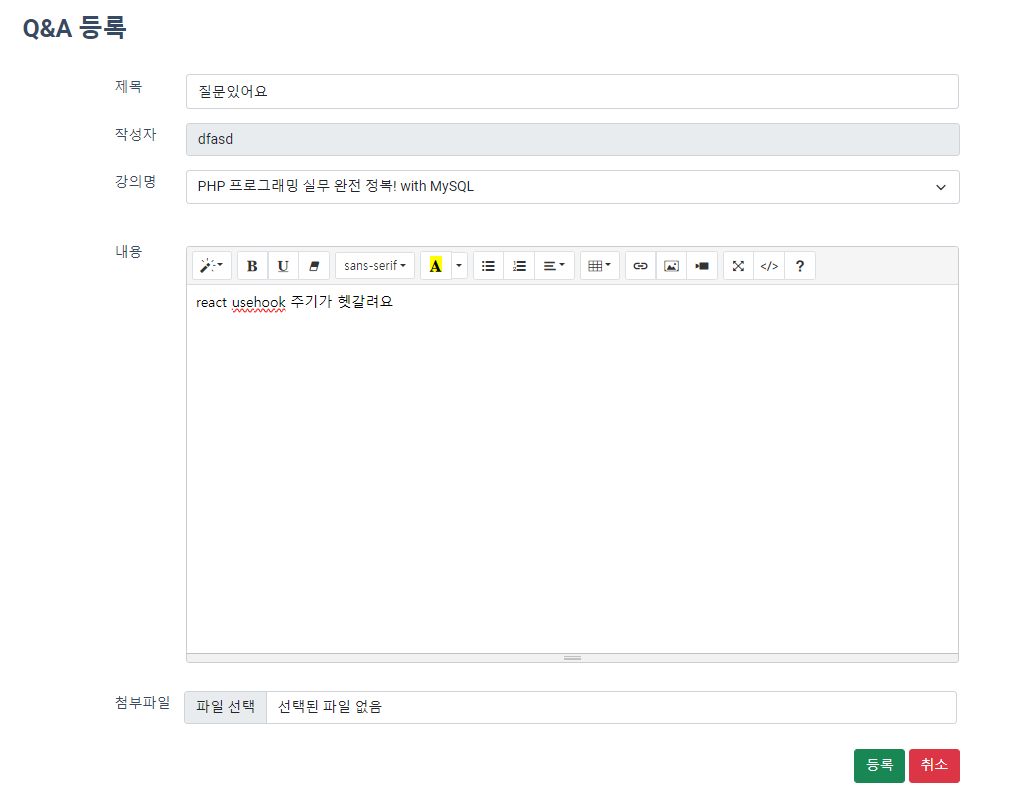 Q&A 등록
제목
질문있어요
작성자
dfasd
강의명
PHP 프로그래밍 실무 완전 정복! with MySQL
내용
B U sans-serif A </> ?
react usehook 주기가 헷갈려요
첨부파일
파일 선택 선택된 파일 없음
등록 취소